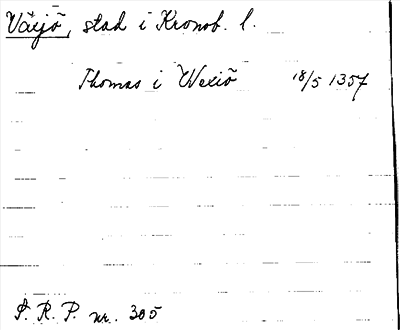 Växjö, stad i Kronob. l.
Thomas i Wexiö 18/5 1357
S. R. P. nr. 305